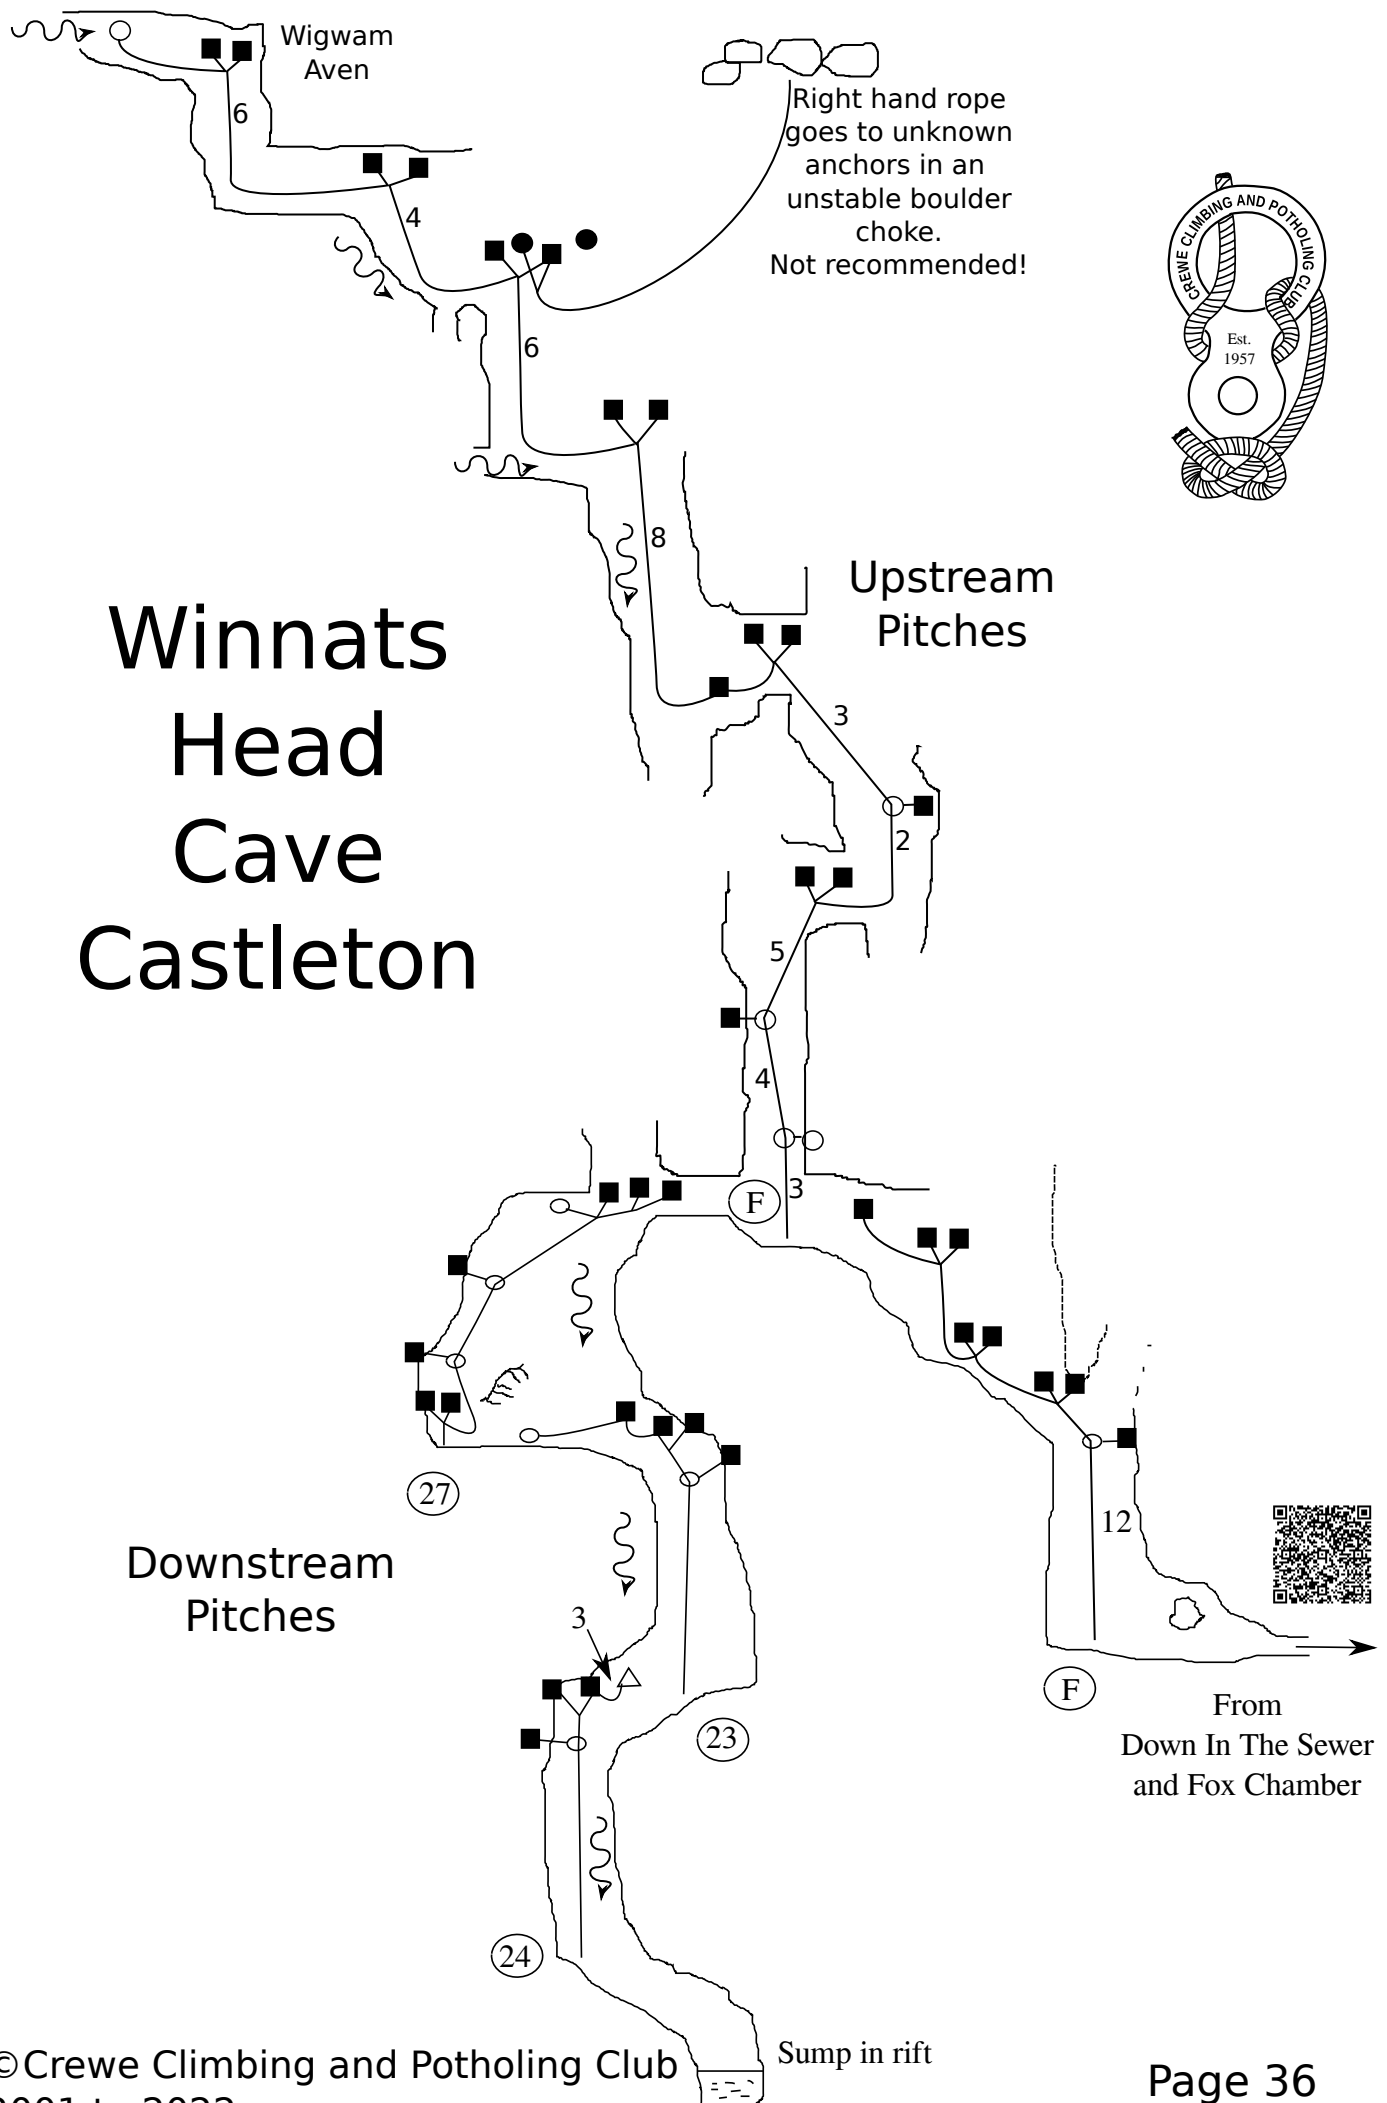 Wigwam
Aven
6
4
6
Right hand rope
goes to unknown
anchors in an
unstable boulder
choke.
Not recommended!
CREWE CLIMBING AND POTHOLING CLUB
Est.
1957
8
Upstream
Pitches
Winnats
Head
Cave
Castleton
3
2
5
4
F
3
27
12
Downstream
Pitches
3
23
F
From
Down In The Sewer
and Fox Chamber
24
Sump in rift
©Crewe Climbing and Potholing Club
Page 36